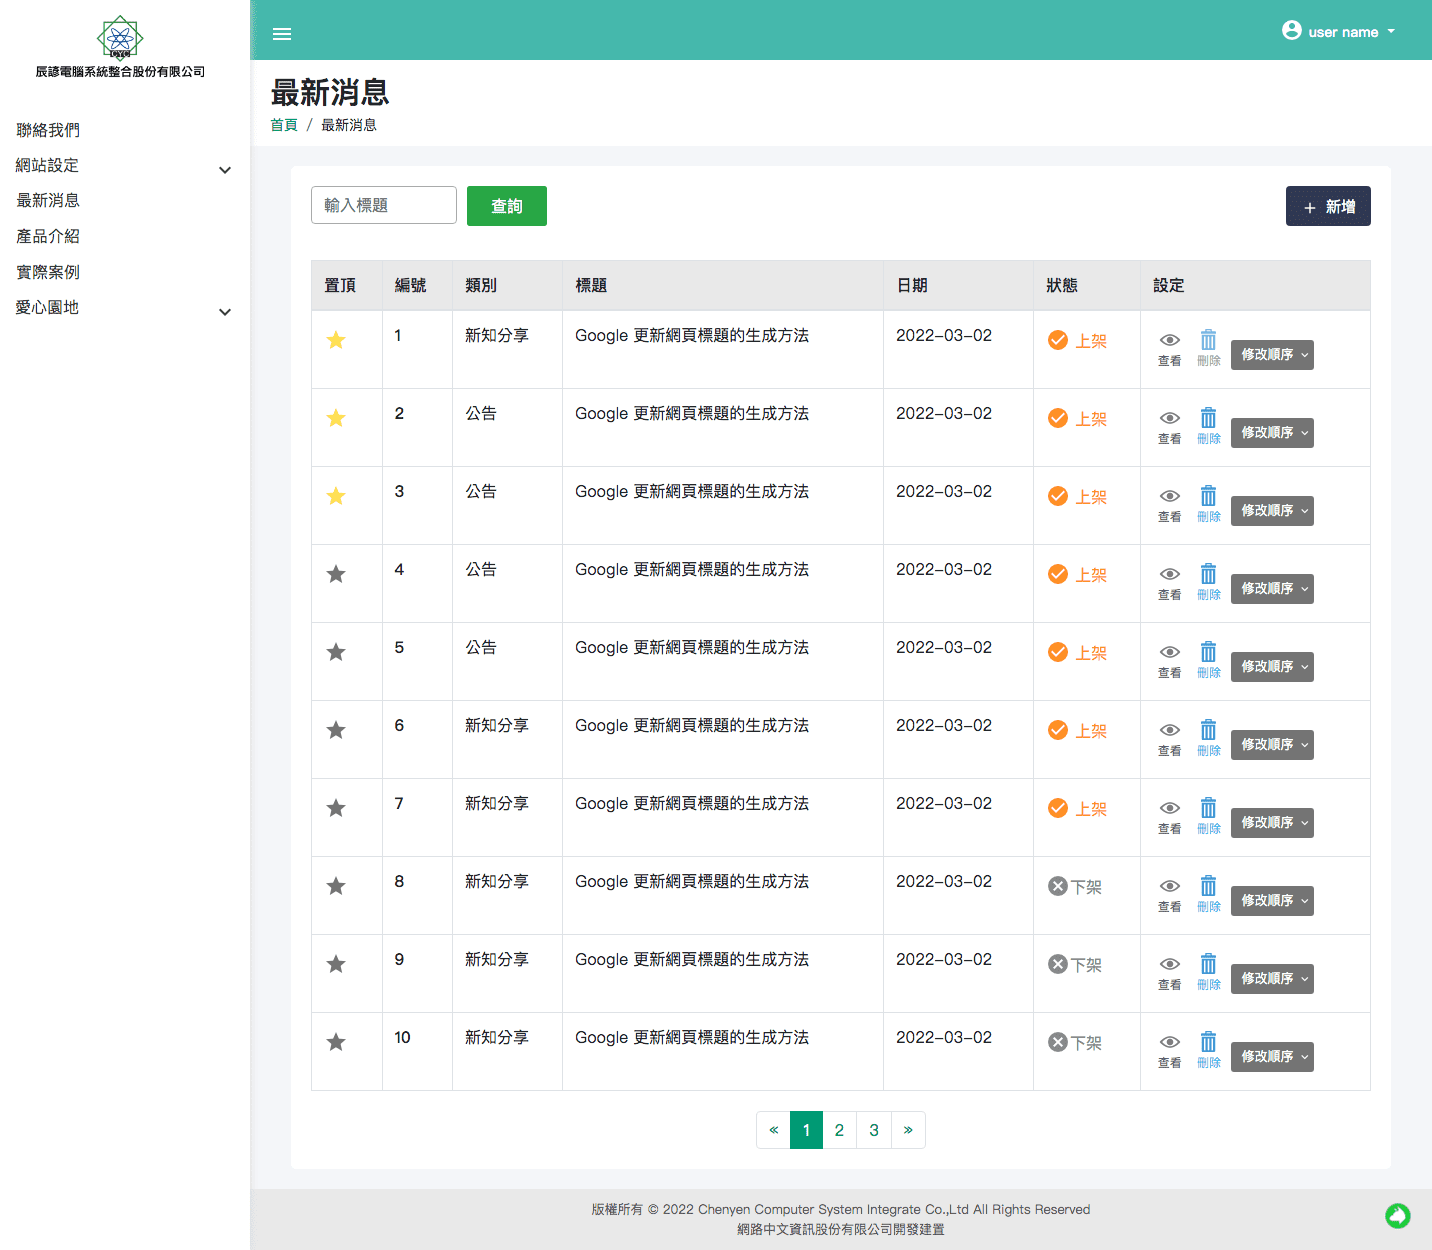 CYC
辰諺電腦系統整合股份有限公司
user name
聯絡我們
網站設定
最新消息
產品介紹
實際案例
愛心園地
最新消息
首頁 / 最新消息
輸入標題 查詢 + 新增
置頂 編號 類別 標題 日期 狀態 設定
1 新知分享 Google 更新網頁標題的生成方法 2022-03-02 上架 查看 刪除 修改順序
2 公告 Google 更新網頁標題的生成方法 2022-03-02 上架 查看 刪除 修改順序
3 公告 Google 更新網頁標題的生成方法 2022-03-02 上架 查看 刪除 修改順序
4 公告 Google 更新網頁標題的生成方法 2022-03-02 上架 查看 刪除 修改順序
5 公告 Google 更新網頁標題的生成方法 2022-03-02 上架 查看 刪除 修改順序
6 新知分享 Google 更新網頁標題的生成方法 2022-03-02 上架 查看 刪除 修改順序
7 新知分享 Google 更新網頁標題的生成方法 2022-03-02 上架 查看 刪除 修改順序
8 新知分享 Google 更新網頁標題的生成方法 2022-03-02 下架 查看 刪除 修改順序
9 新知分享 Google 更新網頁標題的生成方法 2022-03-02 下架 查看 刪除 修改順序
10 新知分享 Google 更新網頁標題的生成方法 2022-03-02 下架 查看 刪除 修改順序
« 1 2 3 »
版權所有 © 2022 Chenyen Computer System Integrate Co.,Ltd All Rights Reserved
網路中文資訊股份有限公司開發建置